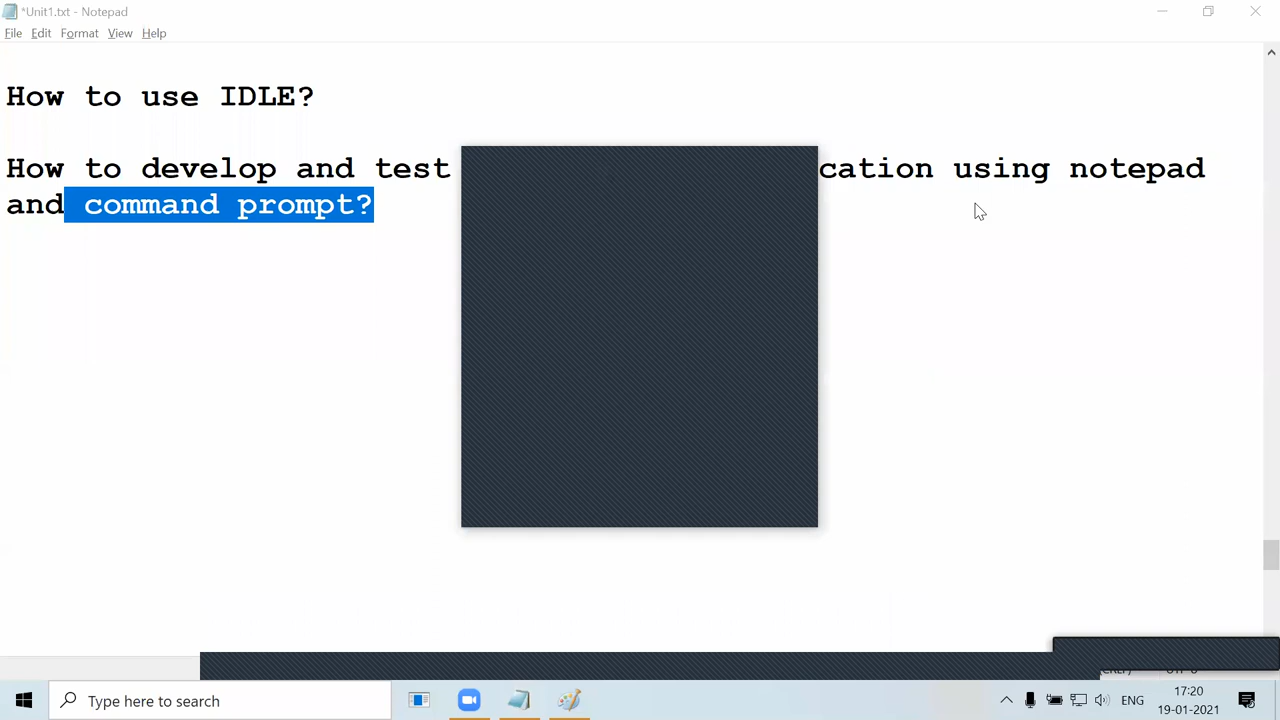 *Unit1.txt - Notepad
File Edit Format View Help
How to use IDLE?
How to develop and test cation using notepad
and command prompt?
Type here to search
ENG
17:20
19-01-2021